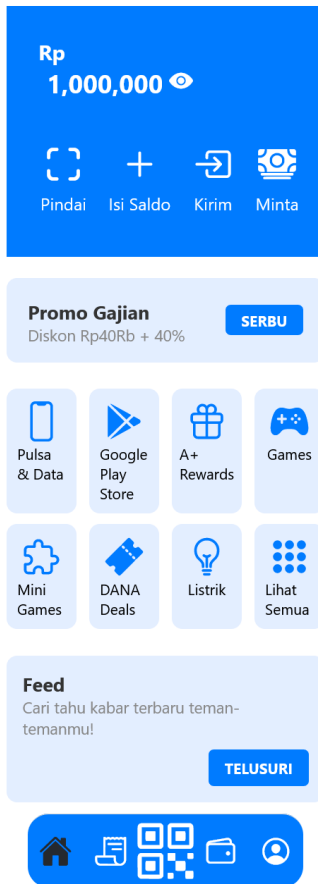 Rp
1,000,000
Pindai Isi Saldo Kirim Minta
Promo Gajian
Diskon Rp40Rb + 40%
SERBU
Pulsa
& Data
Google
Play
Store
A+
Rewards
Games
Mini
Games
DANA
Deals
Listrik
Lihat
Semua
Feed
Cari tahu kabar terbaru teman-
temanmu!
TELUSURI